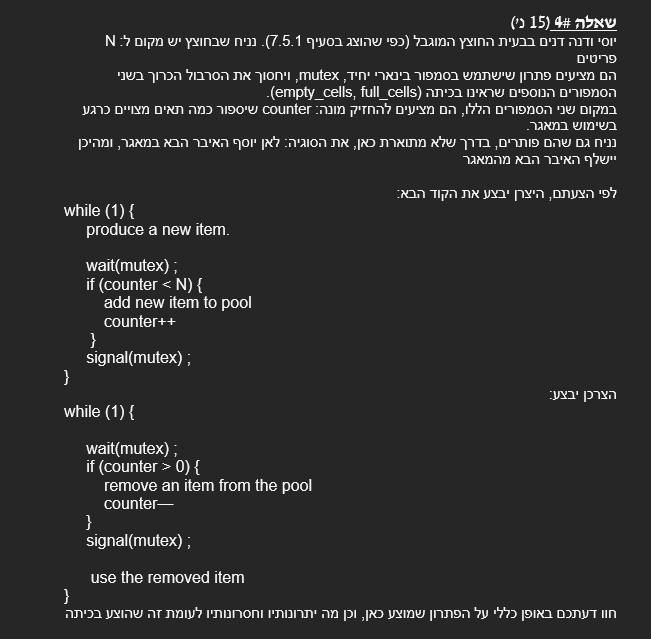 שאלה #4 (15 נ')
יוסי ודנה דנים בבעית החוצץ המוגבל (כפי שהוצג בסעיף 7.5.1). נניח שבחוצץ יש מקום ל: N
פריטים
הם מציעים פתרון שישתמש בסמפור בינארי יחיד, mutex, ויחסוך את הסרבול הכרוך בשני
הסמפורים הנוספים שראינו בכיתה (empty_cells, full_cells).
במקום שני הסמפורים הללו, הם מציעים להחזיק מונה: counter שיספור כמה תאים מצויים כרגע
בשימוש במאגר.
נניח גם שהם פותרים, בדרך שלא מתוארת כאן, את הסוגיה: לאן יוסף האיבר הבא במאגר, ומהיכן
יישלף האיבר הבא מהמאגר
לפי הצעתם, היצרן יבצע את הקוד הבא:
while (1) {
produce a new item.
wait(mutex) ;
if (counter < N) {
add new item to pool
counter++
}
signal(mutex) ;
}
הצרכן יבצע:
while (1) {
wait(mutex) ;
if (counter > 0) {
remove an item from the pool
counter—
}
signal(mutex) ;
use the removed item
}
חוו דעתכם באופן כללי על הפתרון שמוצע כאן, וכן מה יתרונותיו וחסרונותיו לעומת זה שהוצע בכיתה